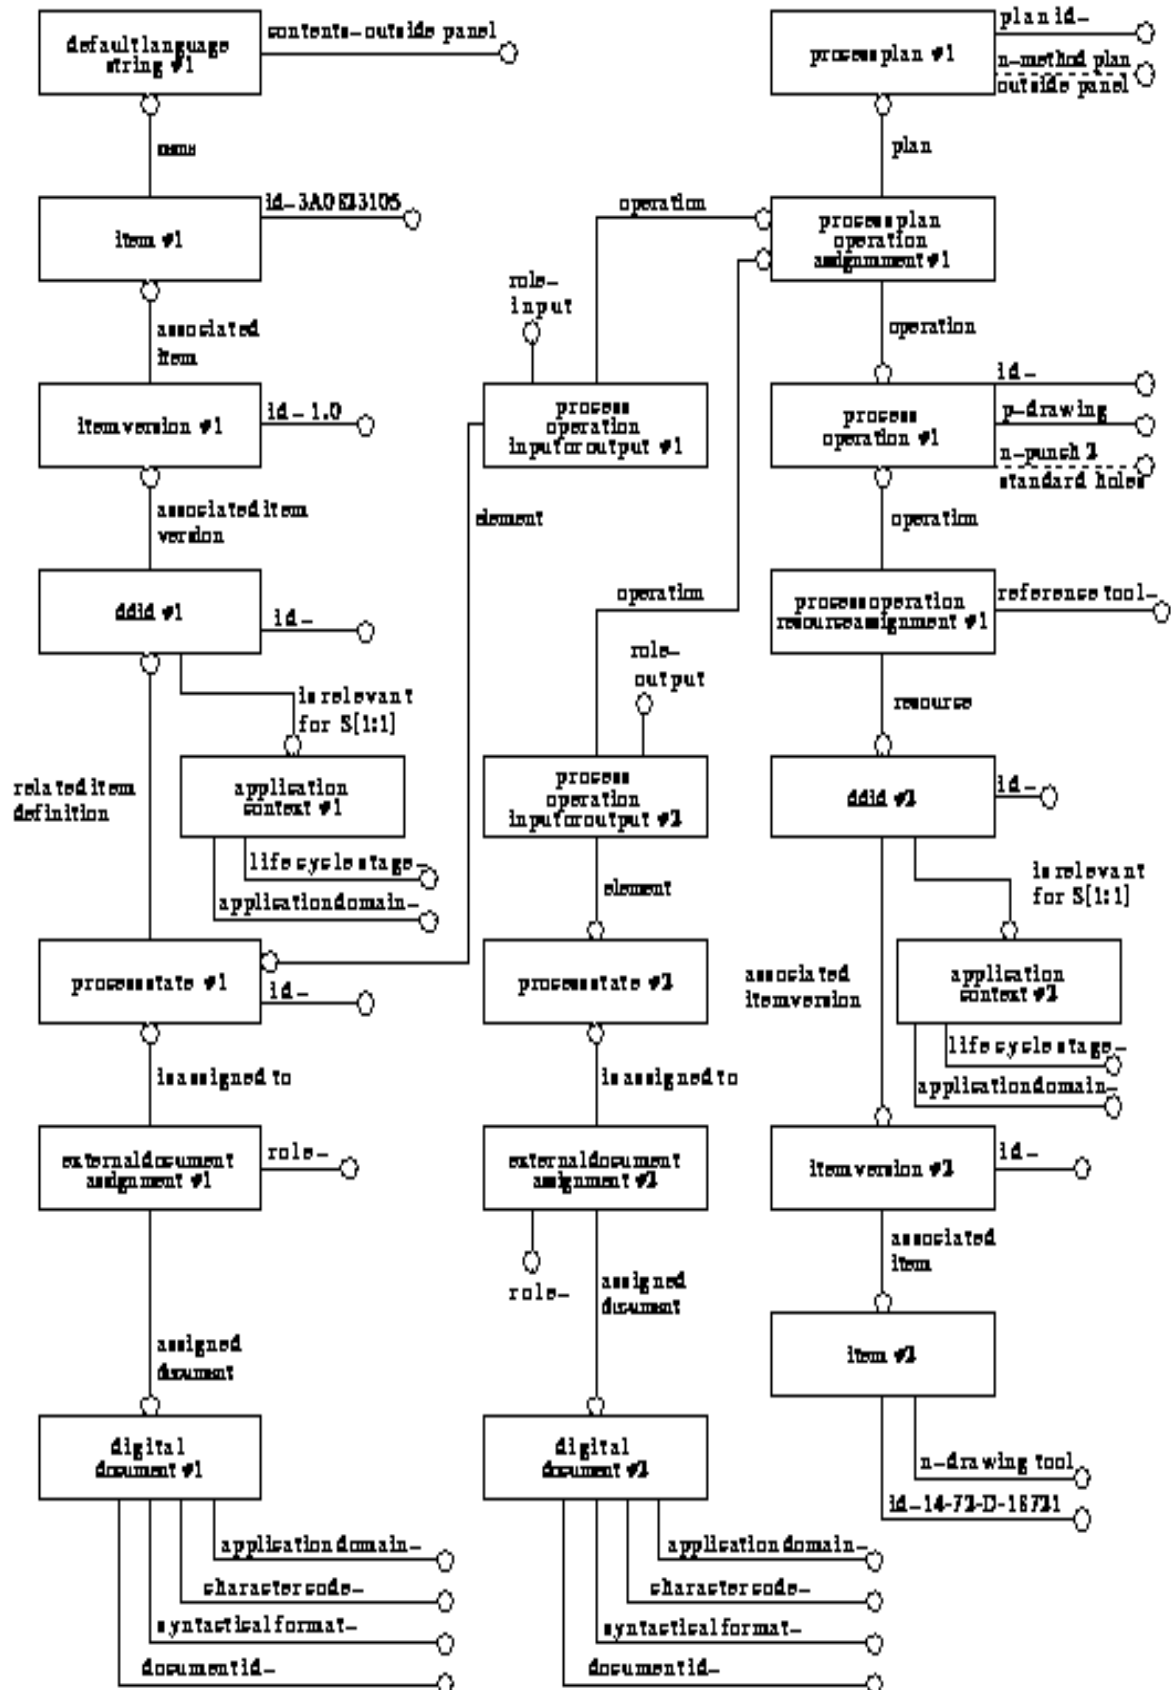 default language
string #1
contents- outside panel
name
item #1
id-3A0823105
associated
item
item version #1
id- 1.0
associated item
version
ddid #1
id-
is relevant
for S[1:1]
related item
definition
application
context #1
life cycle stage-
application domain-
process state #1
id-
is assigned to
external document
assignment #1
role-
assigned
document
digital
document #1
application domain-
character code-
syntactical format-
document id-
operation
role-
input
process
operation
input or output #1
element
operation
role-
output
process
operation
input or output #2
element
process state #2
is assigned to
external document
assignment #2
role-
assigned
document
digital
document #2
application domain-
character code-
syntactical format-
document id-
process plan #1
plan id-
n-method plan
outside panel
plan
process plan
operation
assignment #1
operation
process
operation #1
id-
p-drawing
n-punch 2
standard holes
operation
process operation
resource assignment #1
reference tool-
resource
ddid #2
id-
is relevant
for S[1:1]
associated
item version
application
context #2
life cycle stage-
application domain-
item version #2
id-
associated
item
item #2
n-drawing tool
id-14-72-D-18721